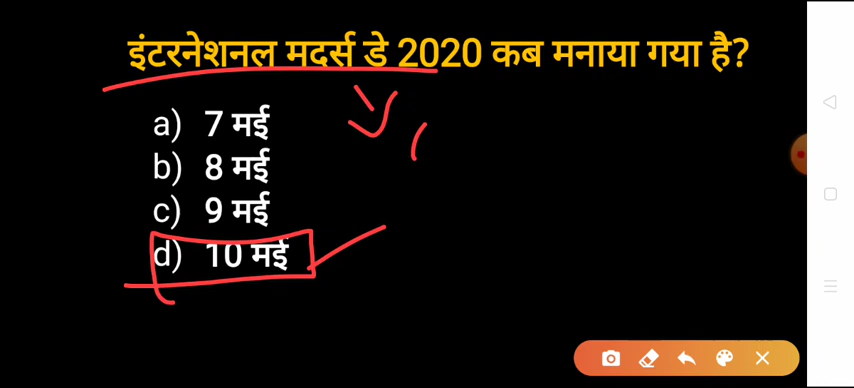 इंटरनेशनल मदर्स डे 2020 कब मनाया गया है?
a) 7 मई
b) 8 मई
c) 9 मई
d) 10 मई